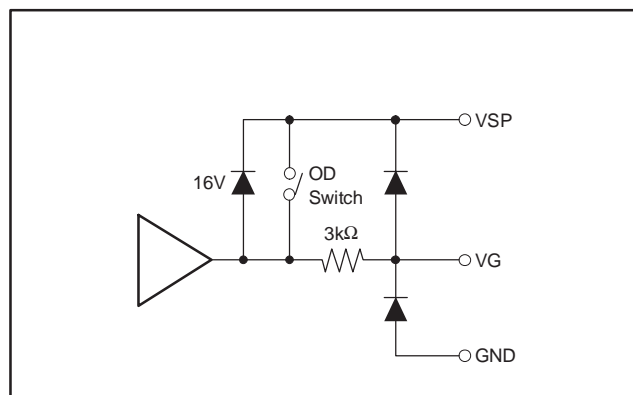 VSP
16V
OD
Switch
3kΩ
VG
GND